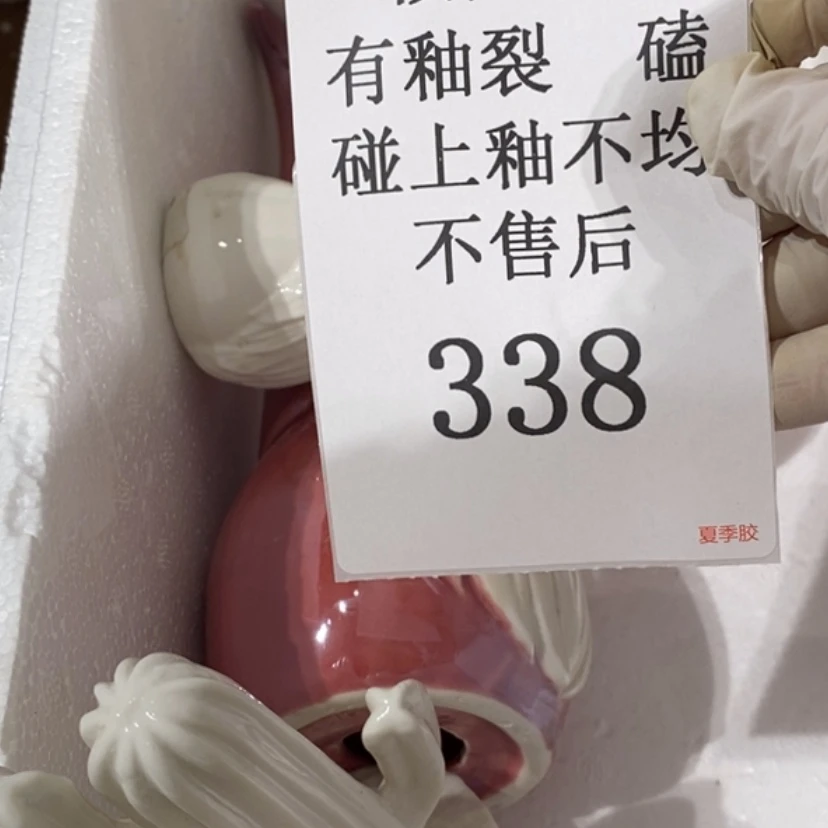 有釉裂 磕
碰上釉不均
不售后
338
夏季胶